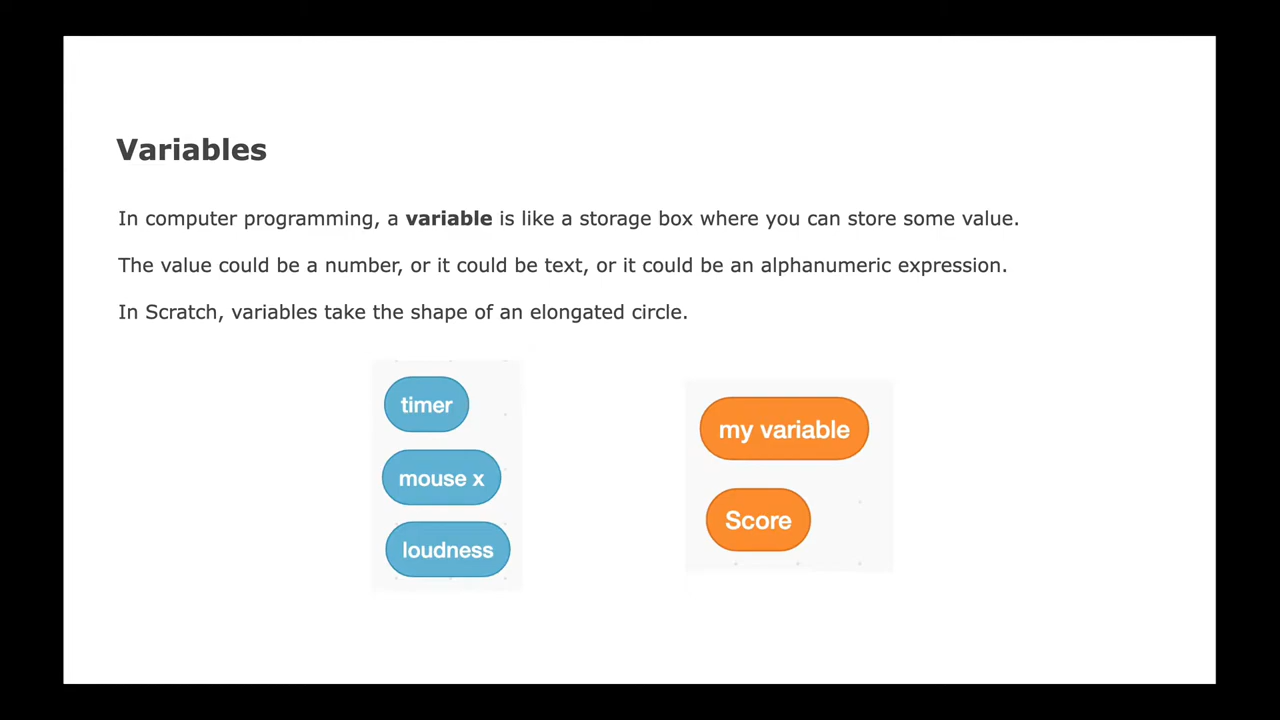 Variables
In computer programming, a variable is like a storage box where you can store some value.
The value could be a number, or it could be text, or it could be an alphanumeric expression.
In Scratch, variables take the shape of an elongated circle.
timer
mouse x
loudness
my variable
Score